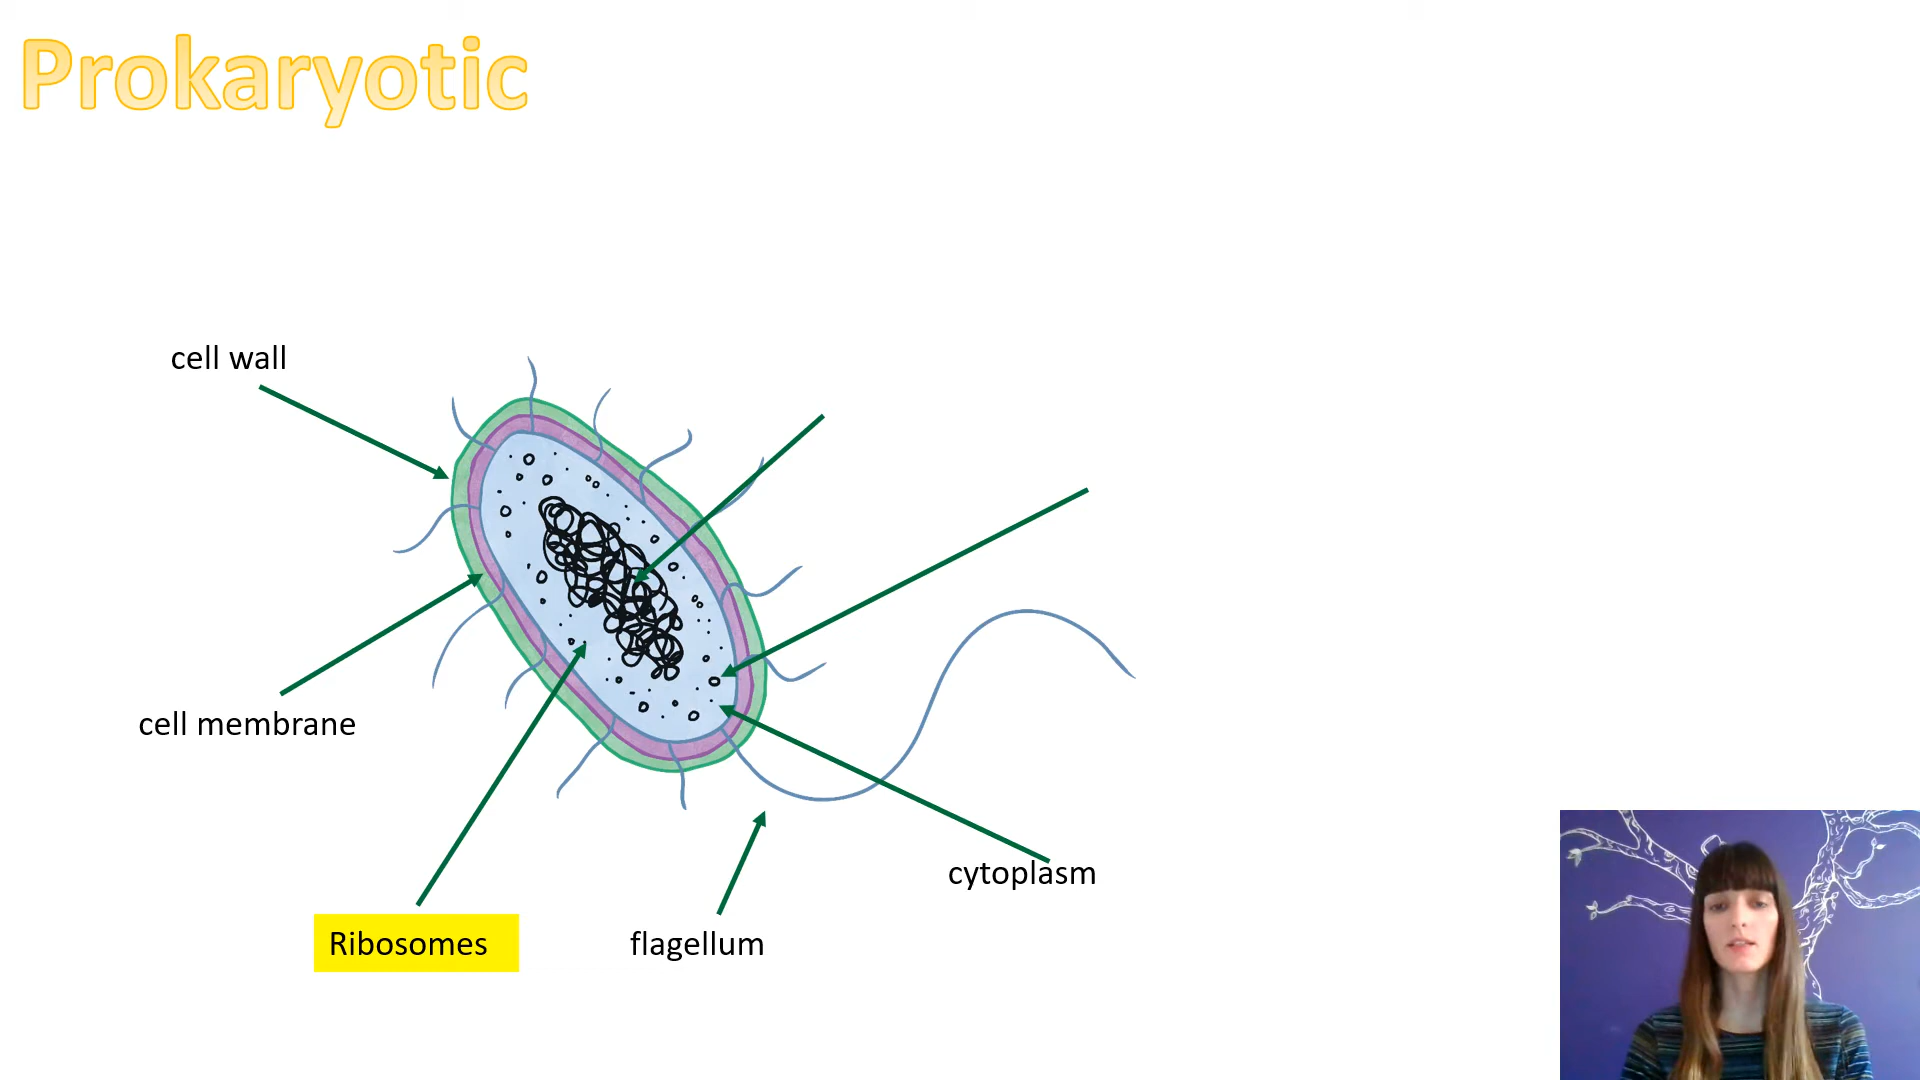 Prokaryotic
cell wall
cell membrane
cytoplasm
Ribosomes
flagellum